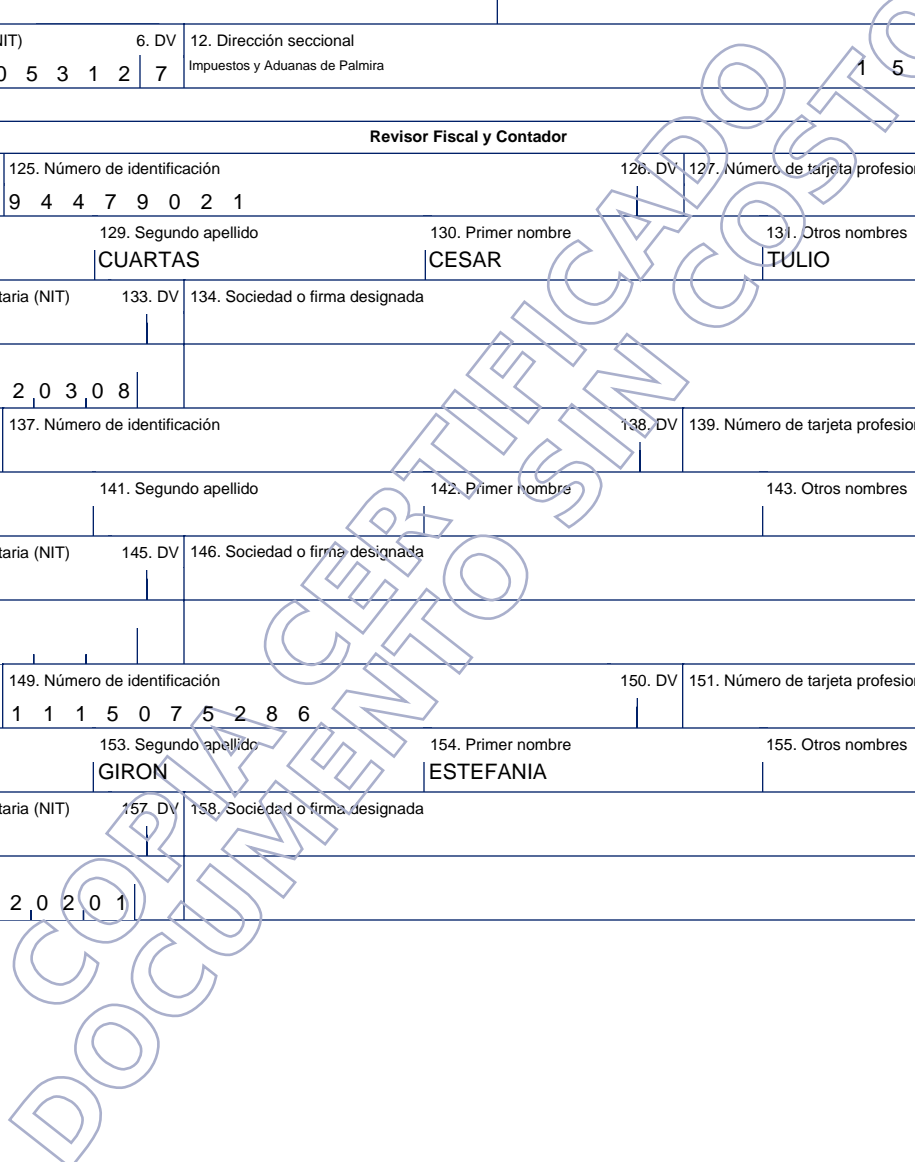 IIT) 6. DV 12. Dirección seccional
0 5 3 1 2 7 Impuestos y Aduanas de Palmira 1 5
Revisor Fiscal y Contador
125. Número de identificación 126. DV 127. Número de tarjeta profesion
9 4 4 7 9 0 2 1
129. Segundo apellido 130. Primer nombre 131. Otros nombres
CUARTAS CESAR TULIO
taria (NIT) 133. DV 134. Sociedad o firma designada
2 0 3 0 8
137. Número de identificación 138. DV 139. Número de tarjeta profesion
141. Segundo apellido 142. Primer nombre 143. Otros nombres
taria (NIT) 145. DV 146. Sociedad o firma designada
149. Número de identificación 150. DV 151. Número de tarjeta profesion
1 1 1 5 0 7 5 2 8 6
153. Segundo apellido 154. Primer nombre 155. Otros nombres
GIRON ESTEFANIA
taria (NIT) 157. DV 158. Sociedad o firma designada
2 0 2 0 1
COPIA CERTIFICADO
DOCUMENTO SIN COSTO